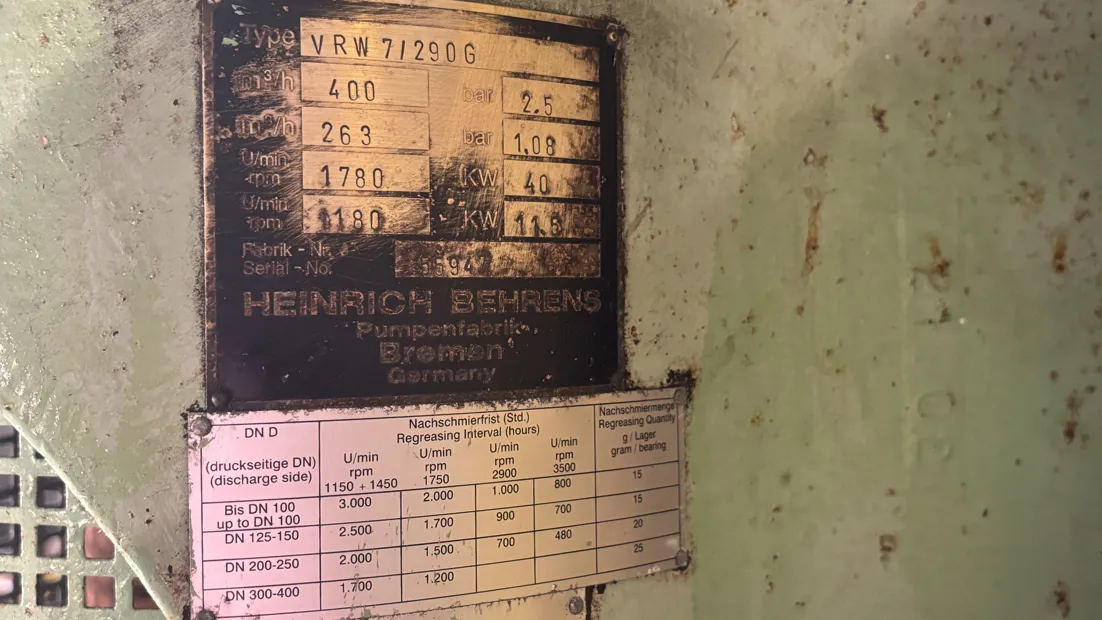 Type VRW 7/290G
m³/h 400 bar 2.5
m³/h 263 bar 1.08
U/min rpm 1780 KW 40
U/min rpm 1180 KW
Fabrik - Nr.
Serial - No.
HEINRICH BEHRENS
Pumpenfabrik
Bremen
Germany
DN D
(druckseitige DN)
(discharge side)
Nachschmierfrist (Std.)
Regreasing Interval (hours)
U/min rpm 1150 + 1450
U/min rpm 1750
U/min rpm 2900
U/min rpm 3500
Nachschmiermenge
Regreasing Quantity
g / Lager
gram / bearing
Bis DN 100
up to DN 100
3.000 2.000 1.000 800 15
DN 125-150 2.500 1.700 900 700 15
DN 200-250 2.000 1.500 700 480 20
DN 300-400 1.700 1.200 25